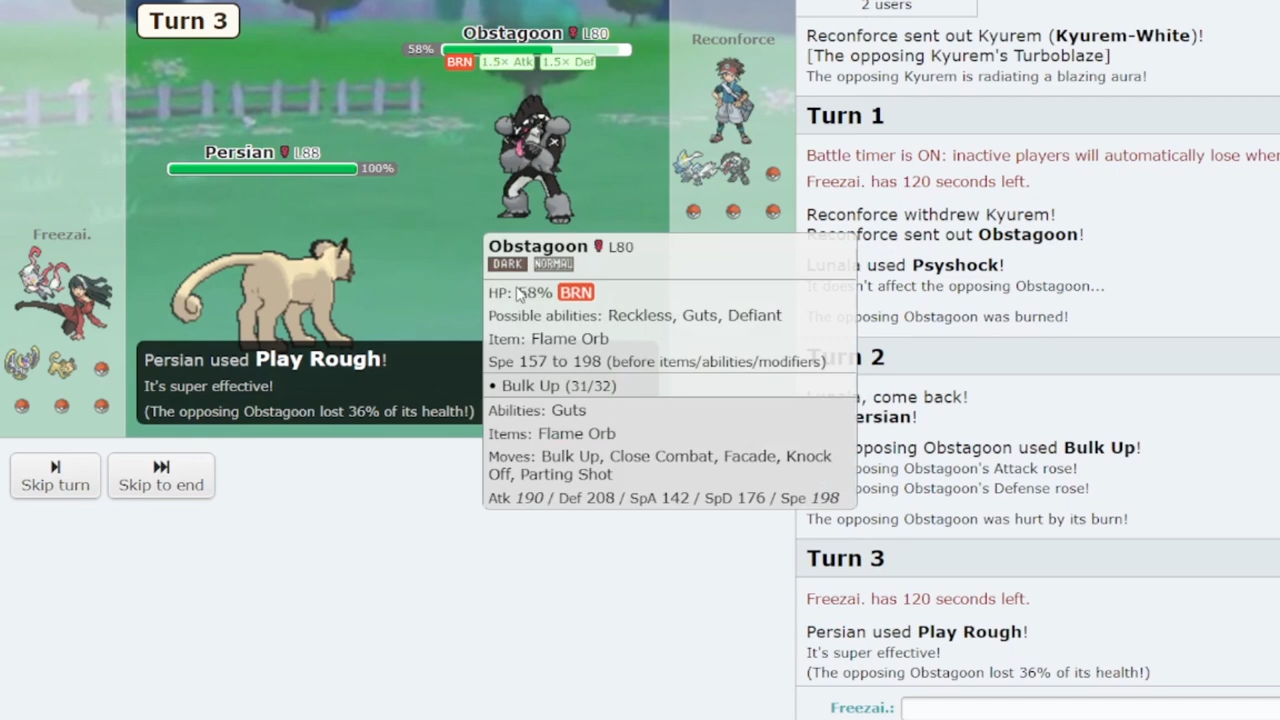 Turn 3
Obstagoon L80
58%
BRN 1.5× Atk 1.5× Def
Persian L88
100%
Freezai.
Reconforce
Persian used Play Rough!
It's super effective!
(The opposing Obstagoon lost 36% of its health!)
Skip turn
Skip to end
Obstagoon L80
DARK NORMAL
HP: 58% BRN
Possible abilities: Reckless, Guts, Defiant
Item: Flame Orb
Spe 157 to 198 (before items/abilities/modifiers)
• Bulk Up (31/32)
Abilities: Guts
Items: Flame Orb
Moves: Bulk Up, Close Combat, Facade, Knock
Off, Parting Shot
Atk 190 / Def 208 / SpA 142 / SpD 176 / Spe 198
2 users
Reconforce sent out Kyurem (Kyurem-White)!
[The opposing Kyurem's Turboblaze]
The opposing Kyurem is radiating a blazing aura!
Turn 1
Battle timer is ON: inactive players will automatically lose when
Freezai. has 120 seconds left.
Reconforce withdrew Kyurem!
Reconforce sent out Obstagoon!
Lunala used Psyshock!
It doesn't affect the opposing Obstagoon...
The opposing Obstagoon was burned!
Turn 2
, come back!
ersian!
pposing Obstagoon used Bulk Up!
posing Obstagoon's Attack rose!
posing Obstagoon's Defense rose!
The opposing Obstagoon was hurt by its burn!
Turn 3
Freezai. has 120 seconds left.
Persian used Play Rough!
It's super effective!
(The opposing Obstagoon lost 36% of its health!)
Freezai.: